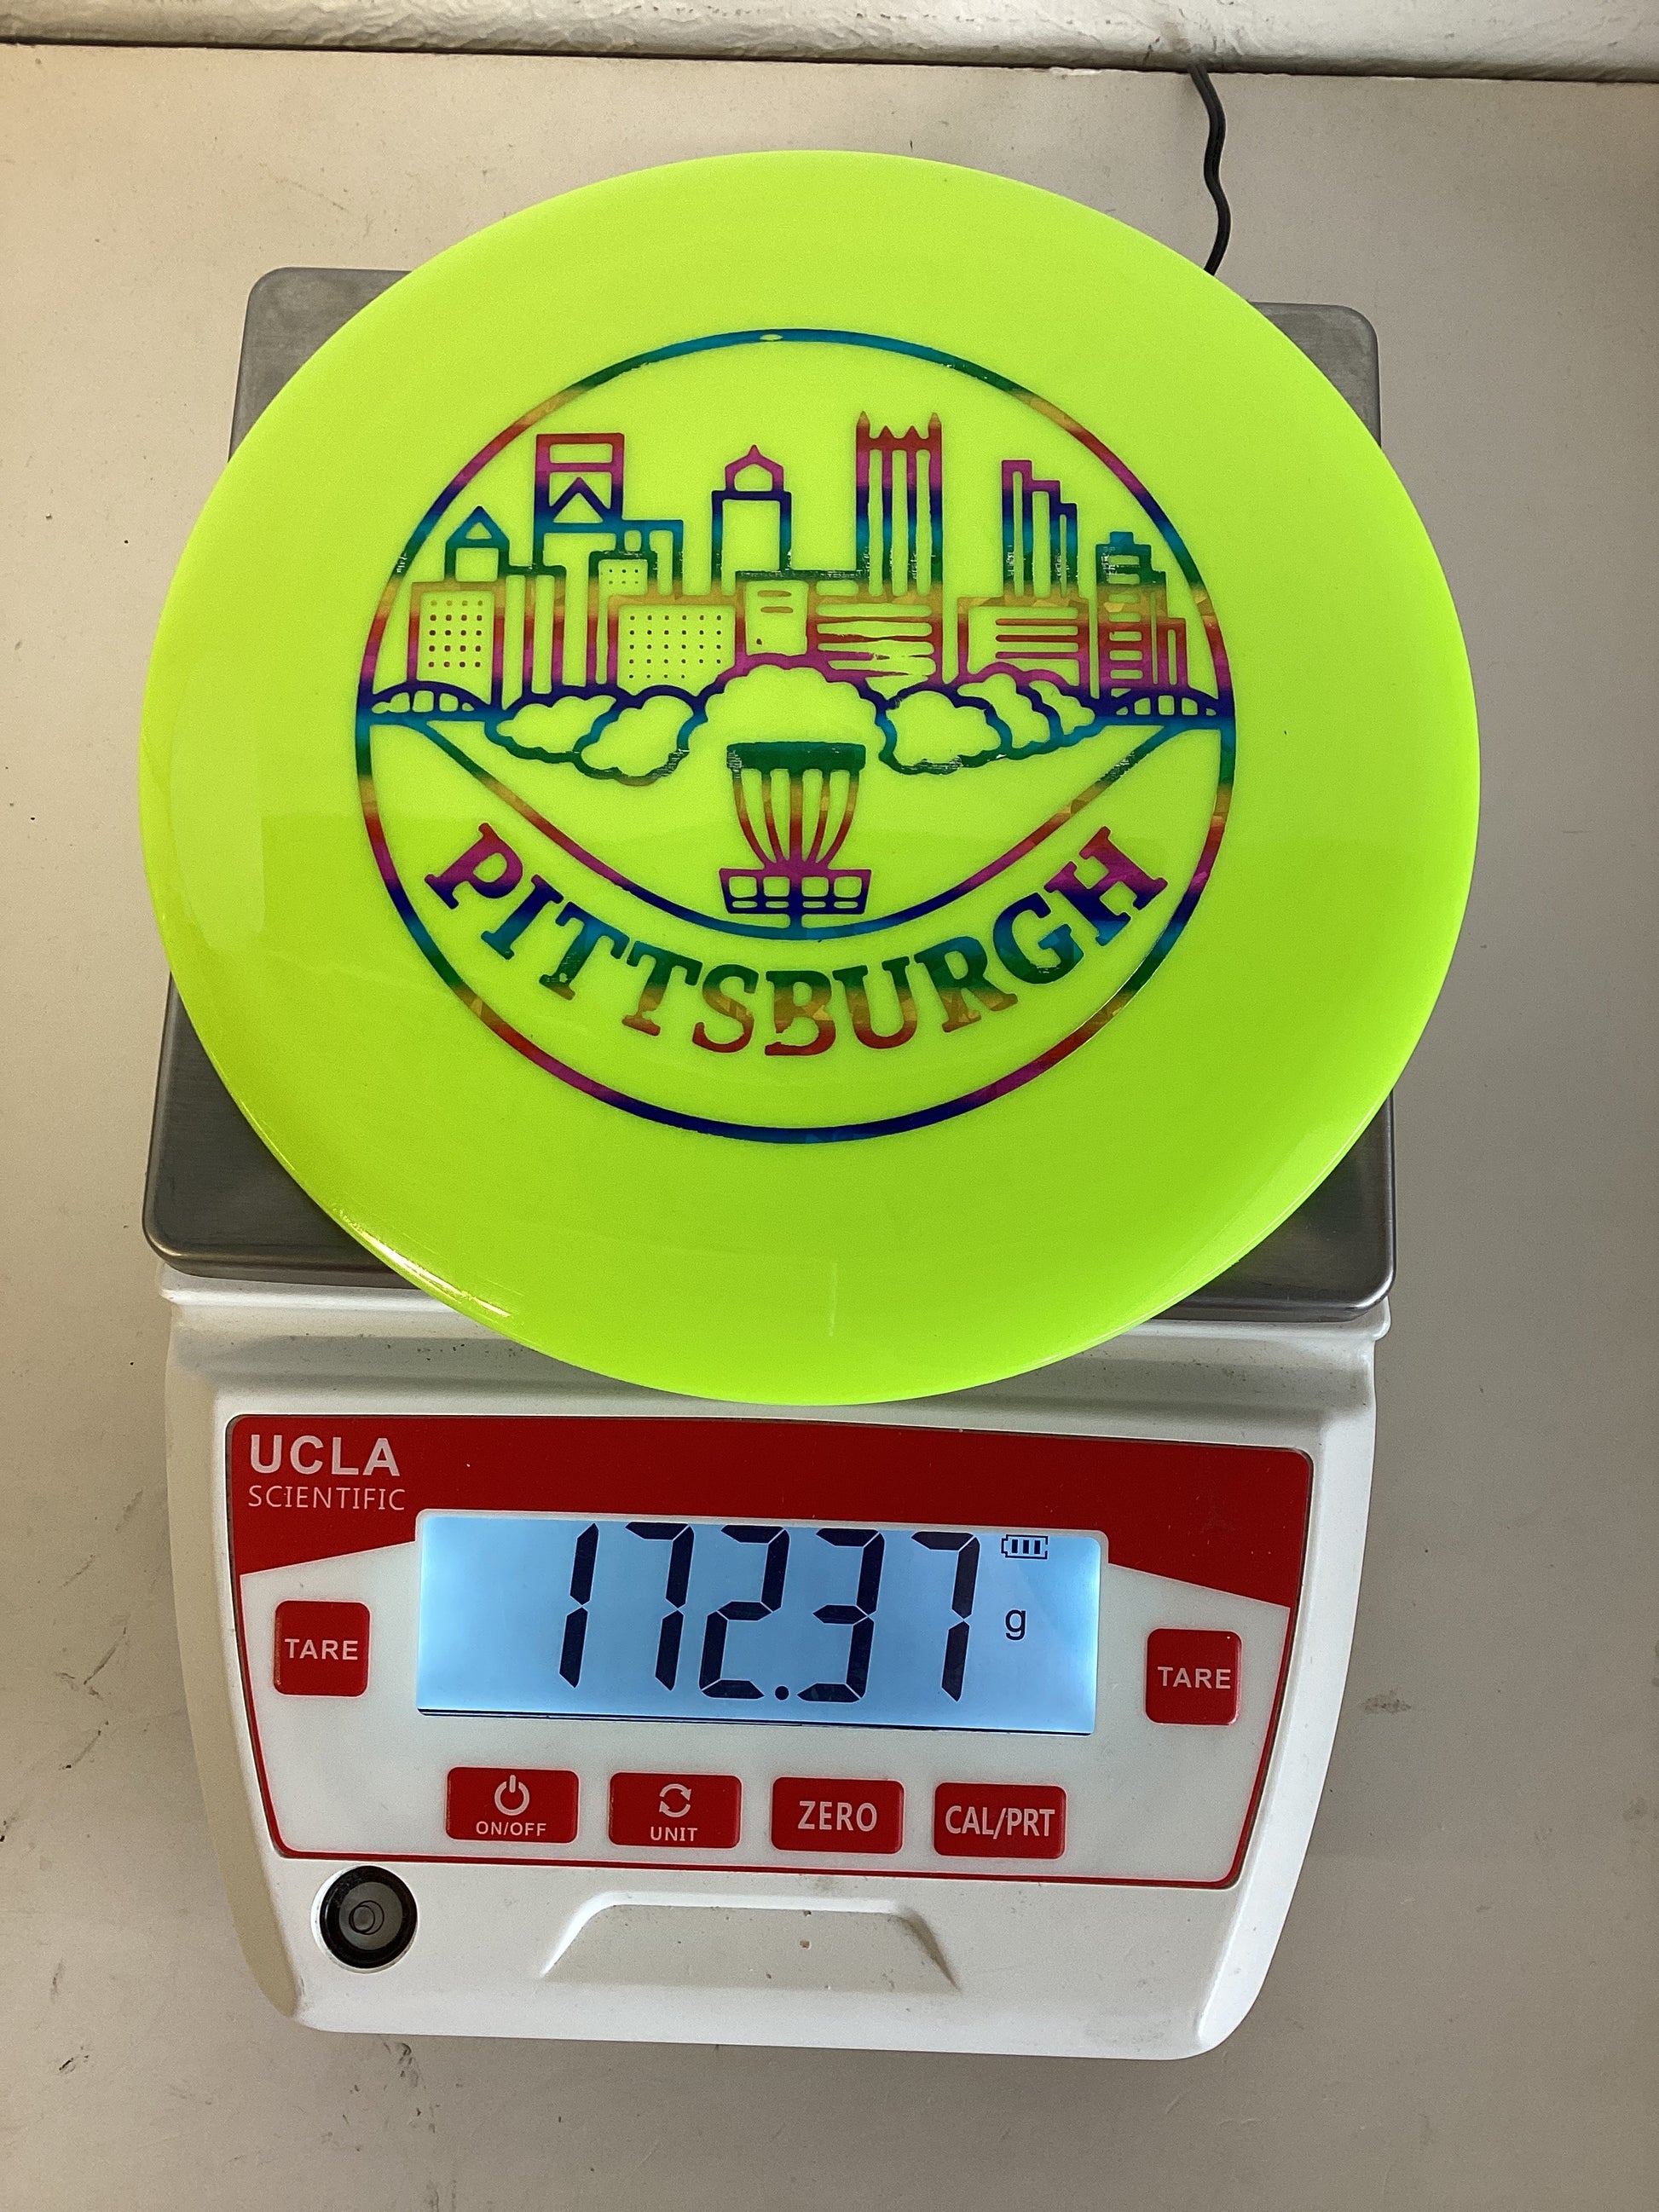 PITTSBURGH
UCLA
SCIENTIFIC
172.37 g
TARE
TARE
ON/OFF
UNIT
ZERO
CAL/PRT